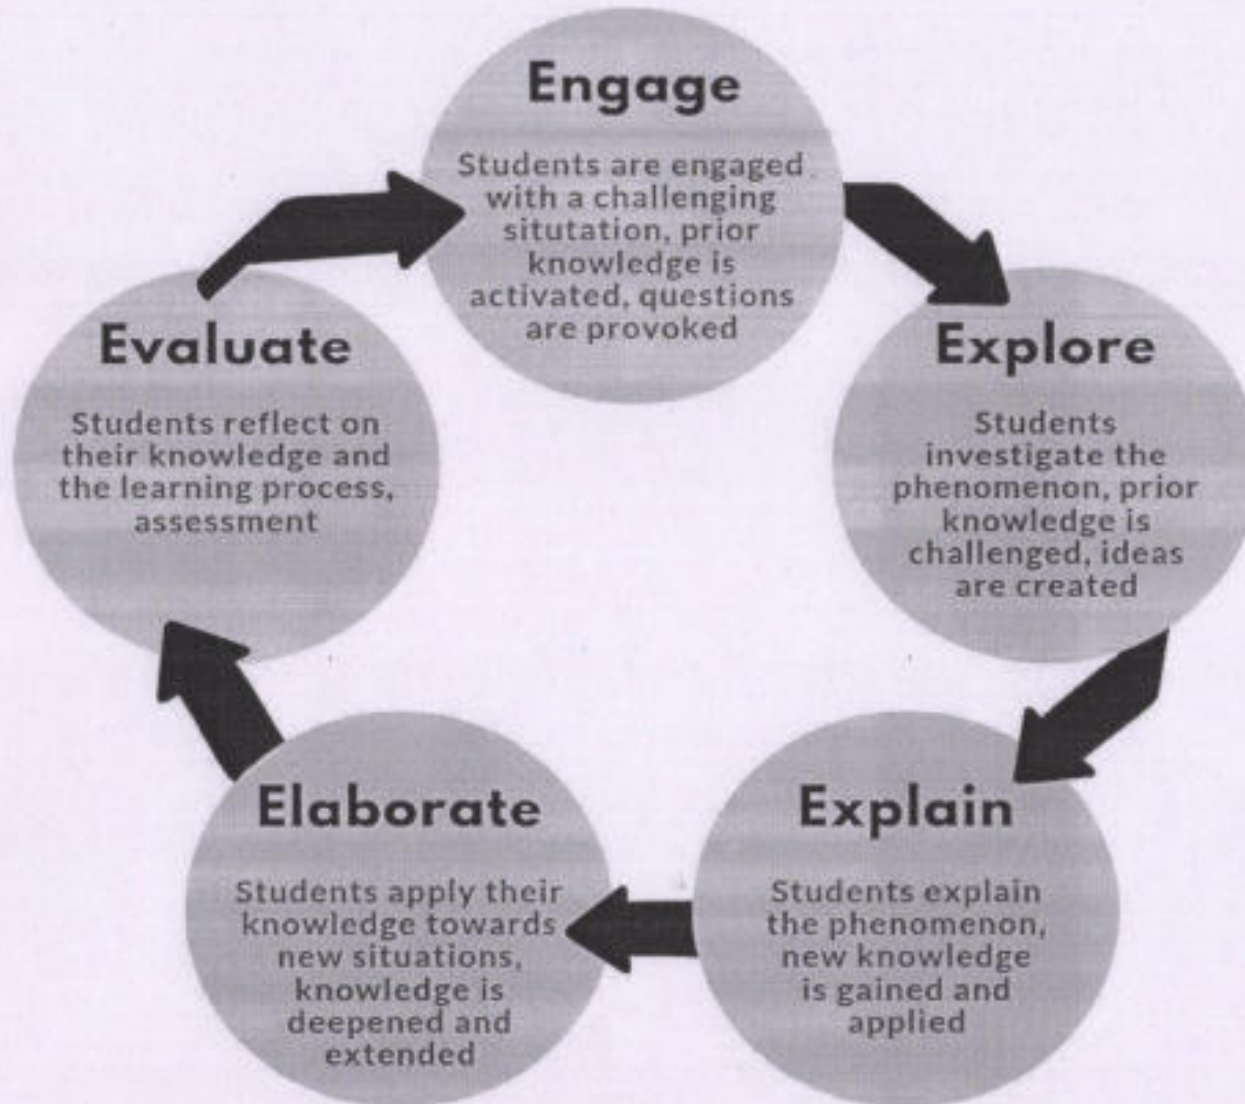 Engage
Students are engaged
with a challenging
situtation, prior
knowledge is
activated, questions
are provoked
Explore
Students
investigate the
phenomenon, prior
knowledge is
challenged, ideas
are created
Explain
Students explain
the phenomenon,
new knowledge
is gained and
applied
Elaborate
Students apply their
knowledge towards
new situations,
knowledge is
deepened and
extended
Evaluate
Students reflect on
their knowledge and
the learning process,
assessment